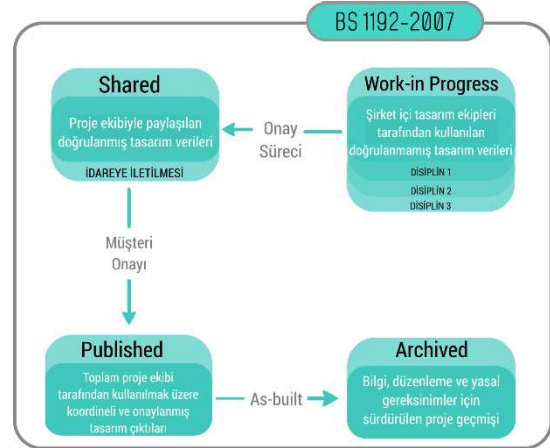 BS 1192-2007
Shared
Proje ekibiyle paylaşılan
doğrulanmış tasarım verileri
İDAREYE İLETİLMESİ
Onay
Süreci
Work-in Progress
Şirket içi tasarım ekipleri
tarafından kullanılan
doğrulanmamış tasarım verileri
DİSİPLİN 1
DİSİPLİN 2
DİSİPLİN 3
Müşteri
Onayı
Published
Toplam proje ekibi
tarafından kullanılmak üzere
koordineli ve onaylanmış
tasarım çıktıları
As-built
Archived
Bilgi, düzenleme ve yasal
gereksinimler için
sürdürülen proje geçmişi